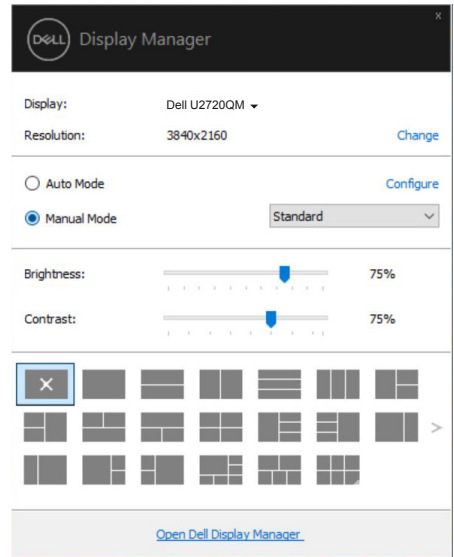 x
DELL Display Manager
Display: Dell U2720QM
Resolution: 3840x2160 Change
Auto Mode Configure
Manual Mode Standard
Brightness: 75%
Contrast: 75%
Open Dell Display Manager